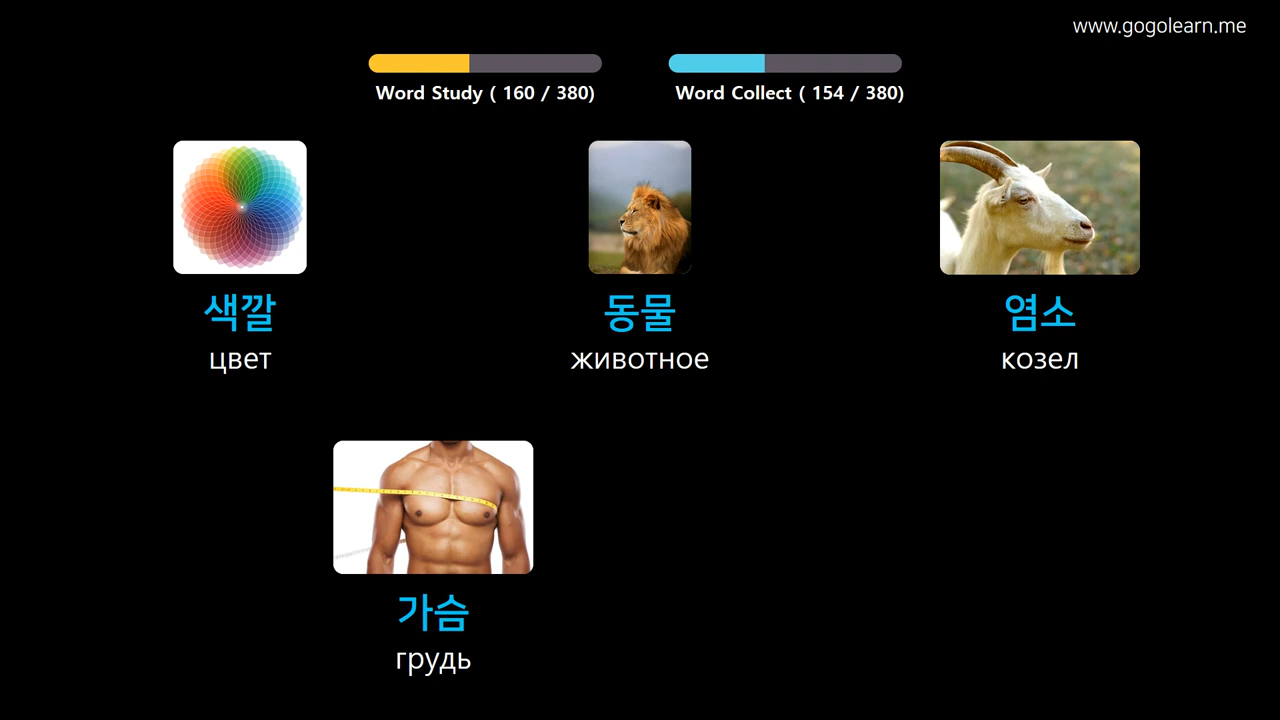 www.gogolearn.me
Word Study ( 160 / 380)
Word Collect ( 154 / 380)
색깔
цвет
동물
животное
염소
козел
가슴
грудь